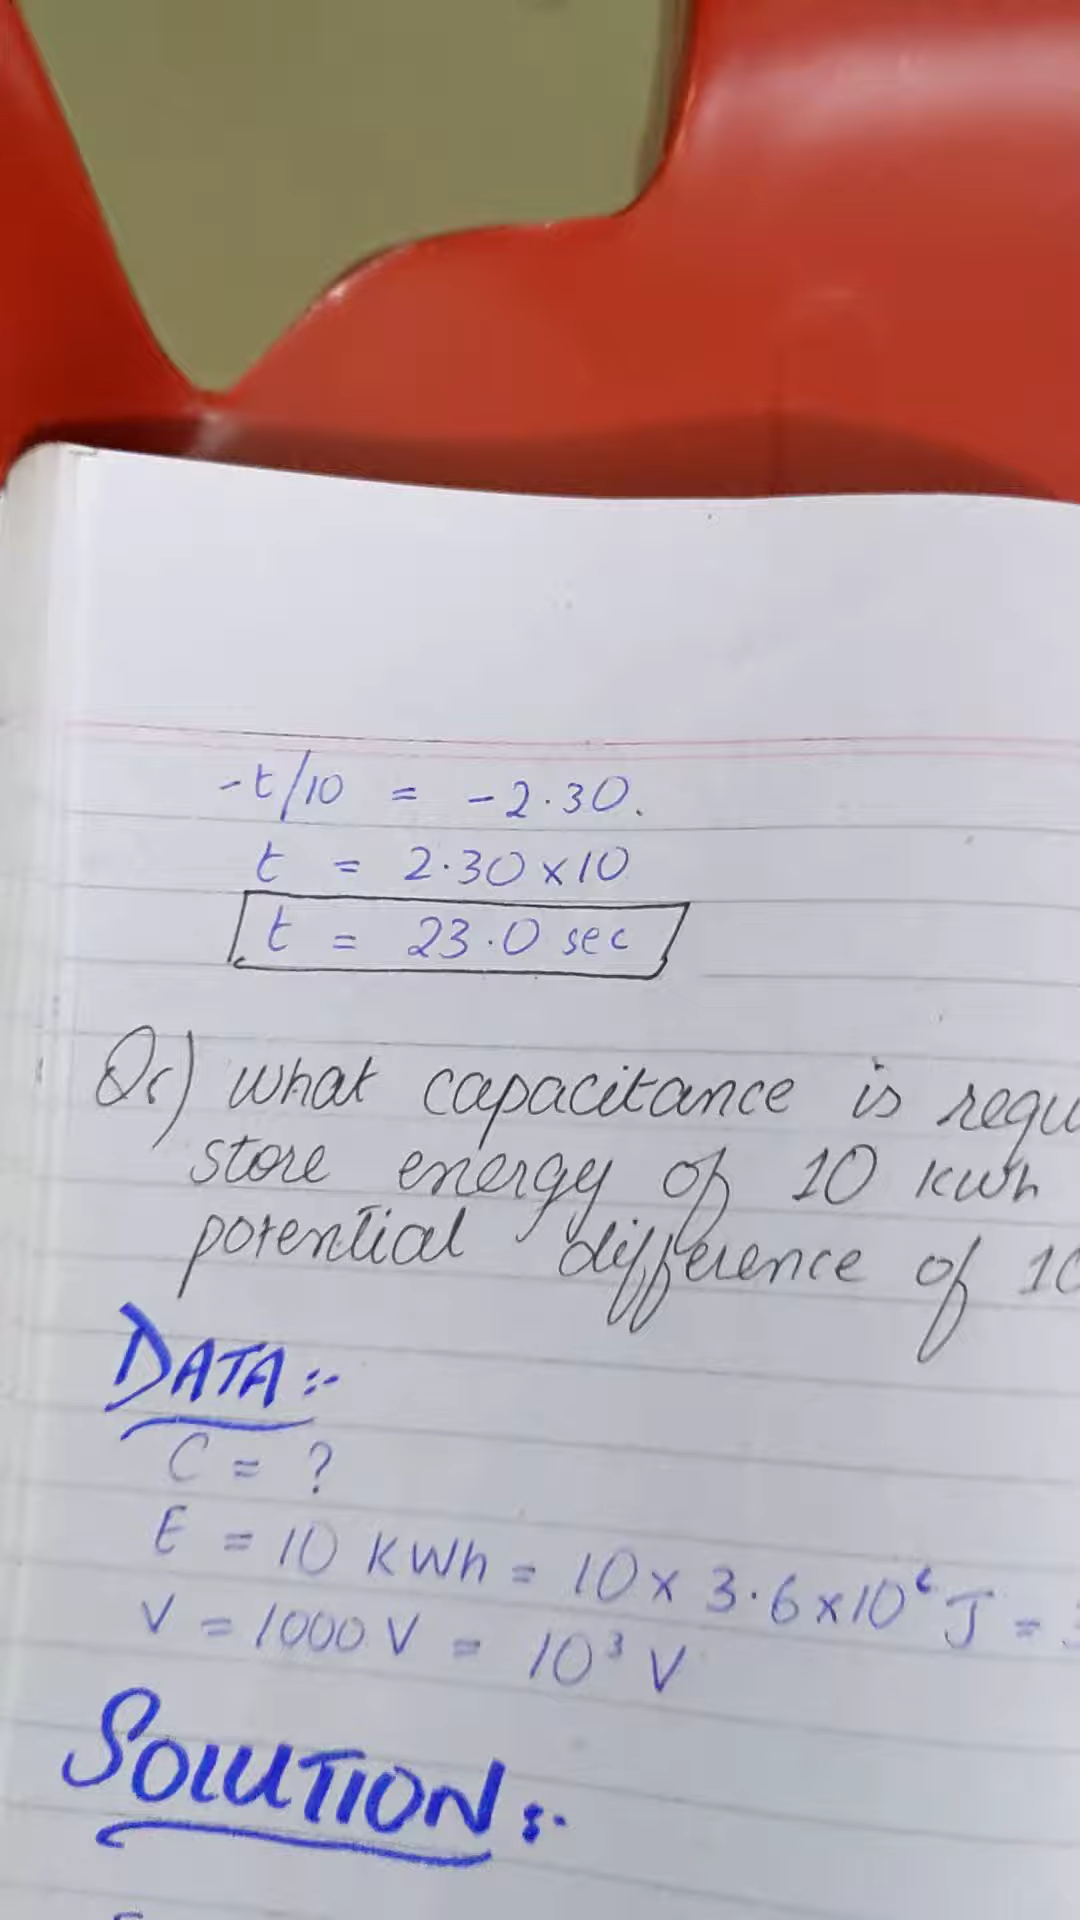 -t/10 = -2.30.
t = 2.30 x 10
t = 23.0 sec
what capacitance is
store energy of 10 kwh
potential difference of
DATA:-
C = ?
E = 10 kWh = 10 x 3.6 x 10⁶ J =
V = 1000 V = 10³ V
SOLUTION:-